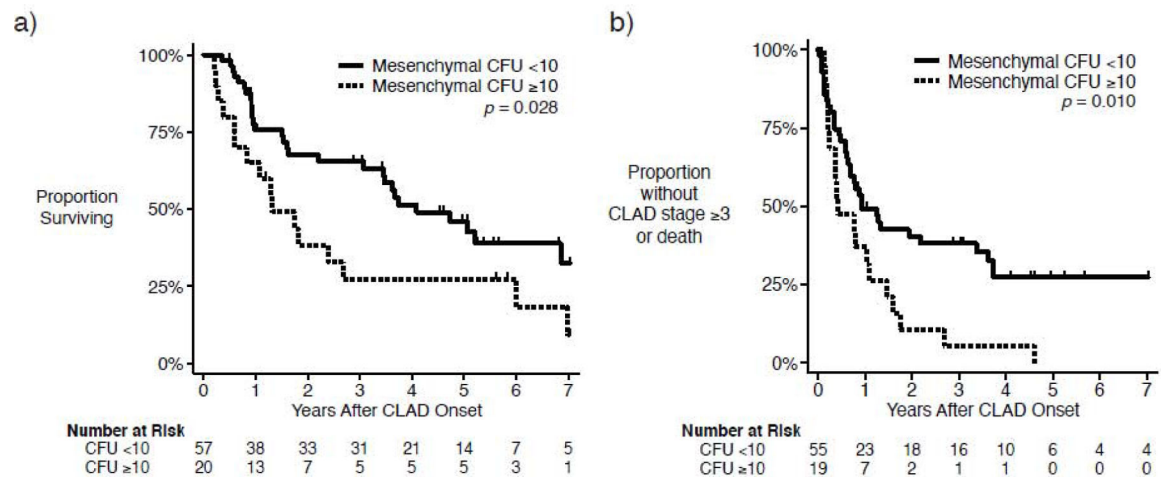 a)
100%
75%
50%
25%
0%
Proportion
Surviving
Mesenchymal CFU <10
Mesenchymal CFU ≥10
p = 0.028
0 1 2 3 4 5 6 7
Years After CLAD Onset
Number at Risk
CFU <10 57 38 33 31 21 14 7 5
CFU ≥10 20 13 7 5 5 5 3 1
b)
100%
75%
50%
25%
0%
Proportion
without
CLAD stage ≥3
or death
Mesenchymal CFU <10
Mesenchymal CFU ≥10
p = 0.010
0 1 2 3 4 5 6 7
Years After CLAD Onset
Number at Risk
CFU <10 55 23 18 16 10 6 4 4
CFU ≥10 19 7 2 1 1 0 0 0